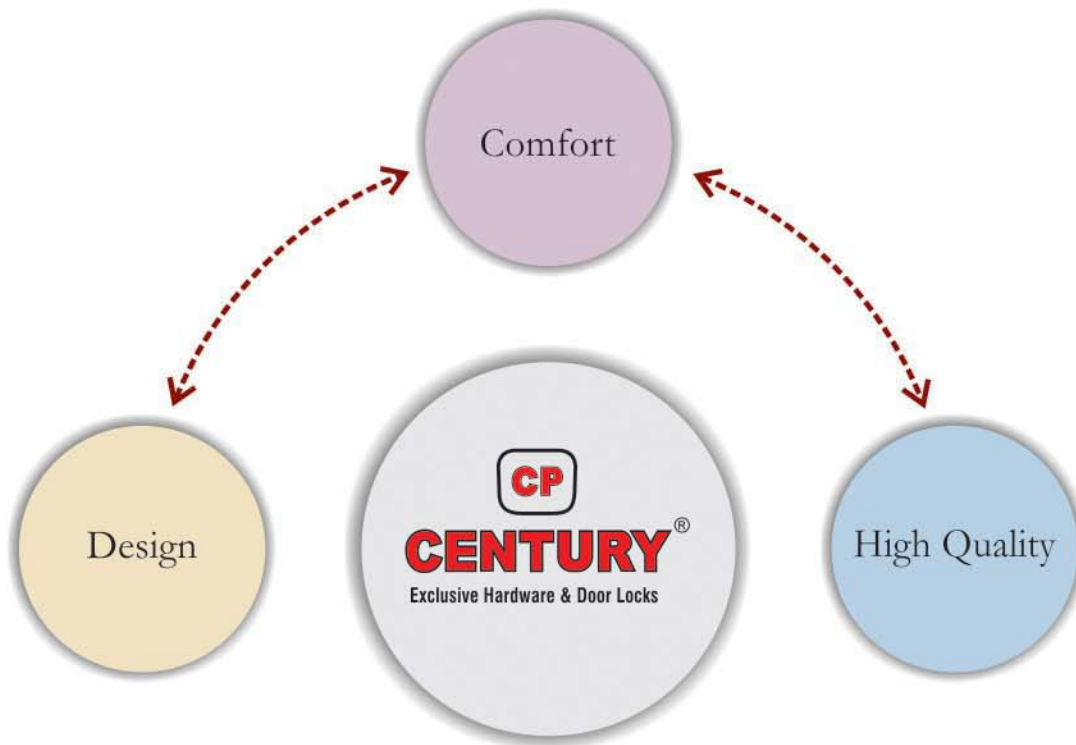 Comfort
Design
High Quality
CP
CENTURY®
Exclusive Hardware & Door Locks